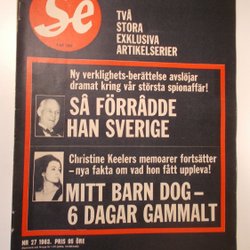 Se
TVÅ
STORA
EXKLUSIVA
ARTIKELSERIER
Ny verklighets-berättelse avslöjar
dramat kring vår största spionaffär!
SÅ FÖRRÅDDE
HAN SVERIGE
Christine Keelers memoarer fortsätter
-nya fakta om vad hon fått uppleva!
MITT BARN DOG–
6 DAGAR GAMMALT
NR 27 1963. PRIS 95 ÖRE